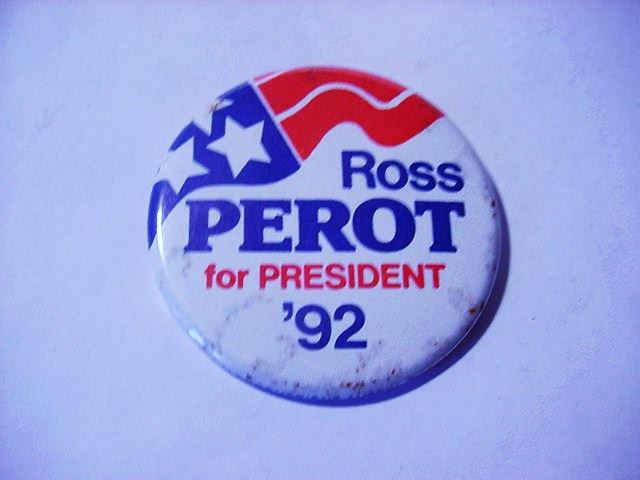 Ross
PEROT
for PRESIDENT
'92